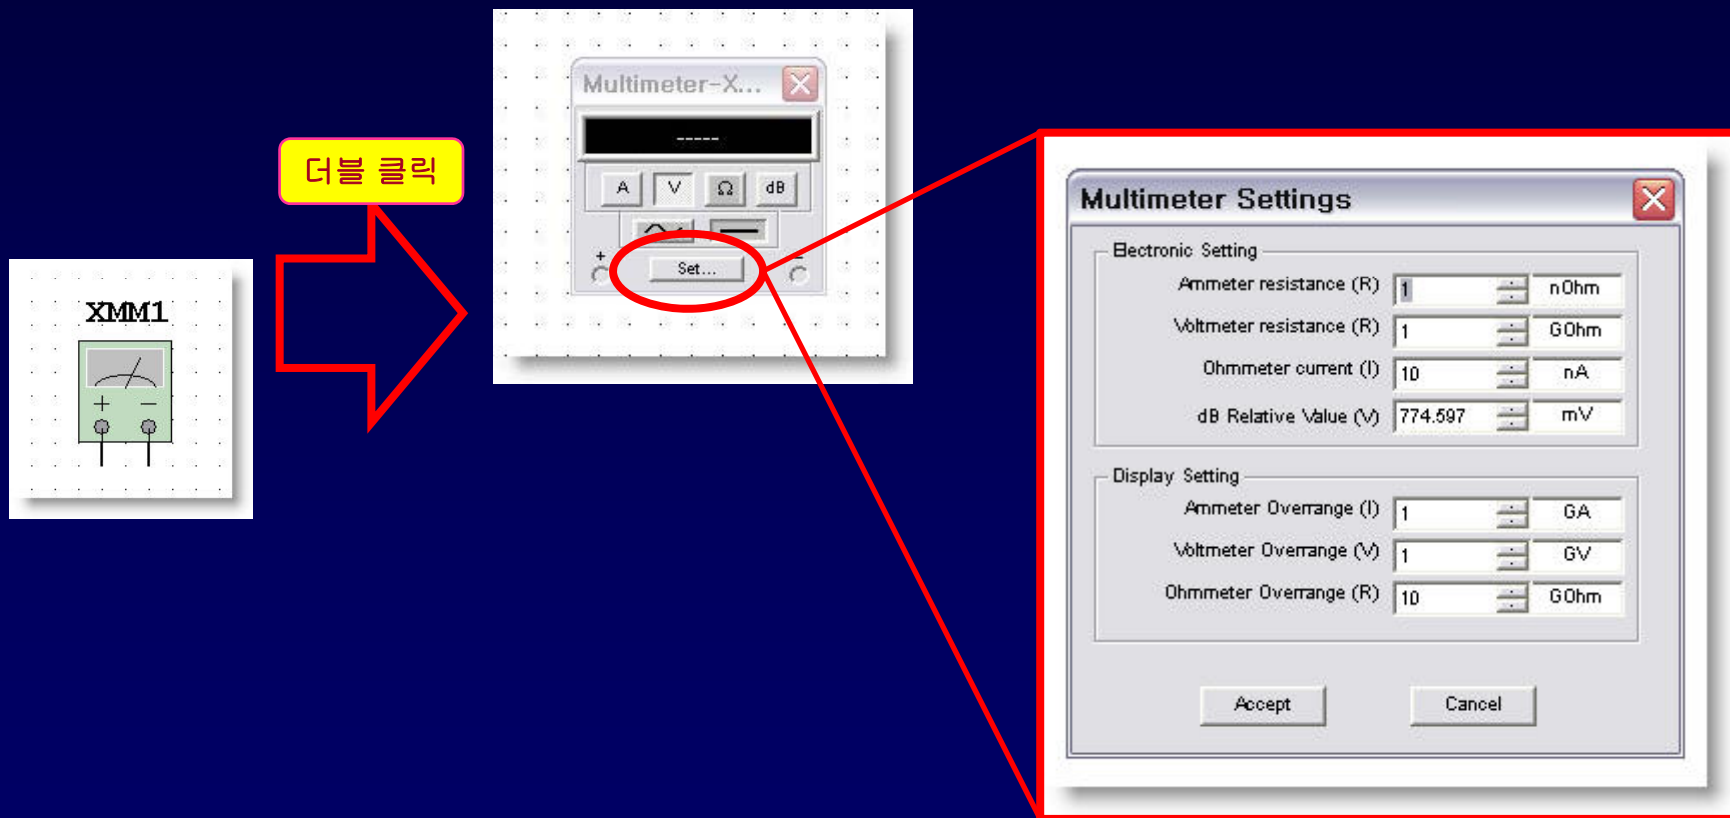 더블 클릭
XMM1
+ −
Multimeter-X...
-----
A V Ω dB
+ −
Set...
Multimeter Settings
Electronic Setting
Ammeter resistance (R) 1 nOhm
Voltmeter resistance (R) 1 GOhm
Ohmmeter current (I) 10 nA
dB Relative Value (V) 774.597 mV
Display Setting
Ammeter Overrange (I) 1 GA
Voltmeter Overrange (V) 1 GV
Ohmmeter Overrange (R) 10 GOhm
Accept Cancel